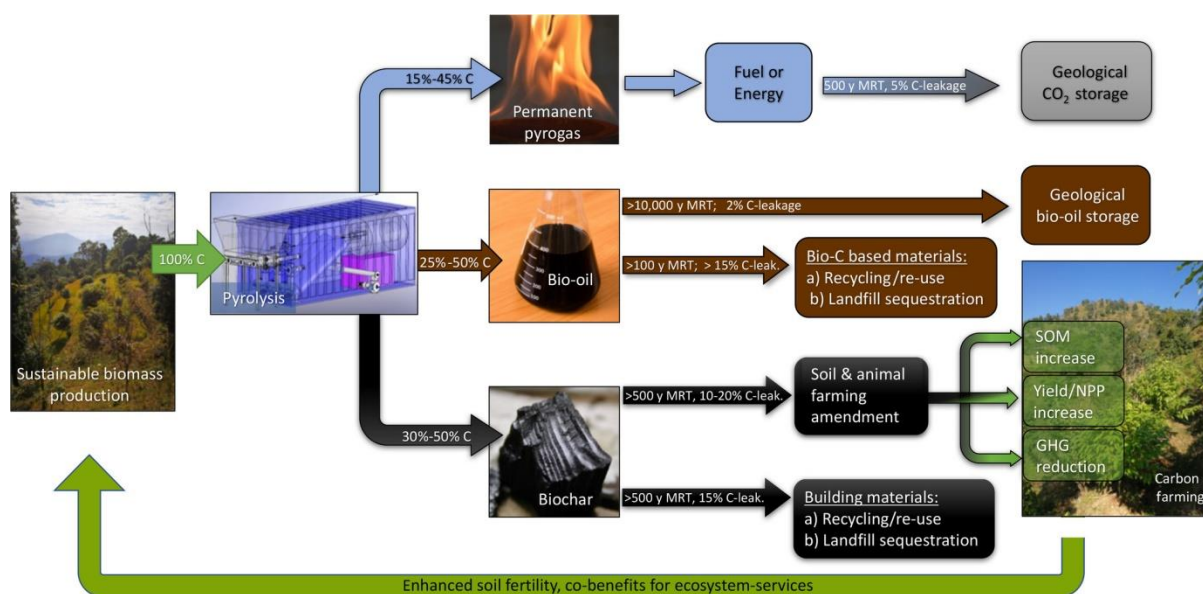 15%-45% C
Permanent
pyrogas
Fuel or
Energy
500 y MRT, 5% C-leakage
Geological
CO₂ storage
Sustainable biomass
production
100% C
Pyrolysis
25%-50% C
Bio-oil
>10,000 y MRT; 2% C-leakage
Geological
bio-oil storage
>100 y MRT; > 15% C-leak.
Bio-C based materials:
a) Recycling/re-use
b) Landfill sequestration
30%-50% C
Biochar
>500 y MRT, 10-20% C-leak.
Soil & animal
farming
amendment
SOM
increase
Yield/NPP
increase
GHG
reduction
Carbon
farming
>500 y MRT, 15% C-leak.
Building materials:
a) Recycling/re-use
b) Landfill sequestration
Enhanced soil fertility, co-benefits for ecosystem-services